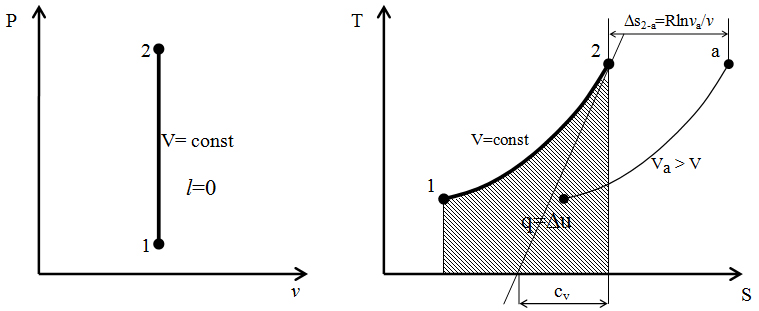 P
2
V= const
l=0
1
v
T
Δs2-a=Rlnva/v
2
a
V=const
Va > V
1
q=Δu
cv
S